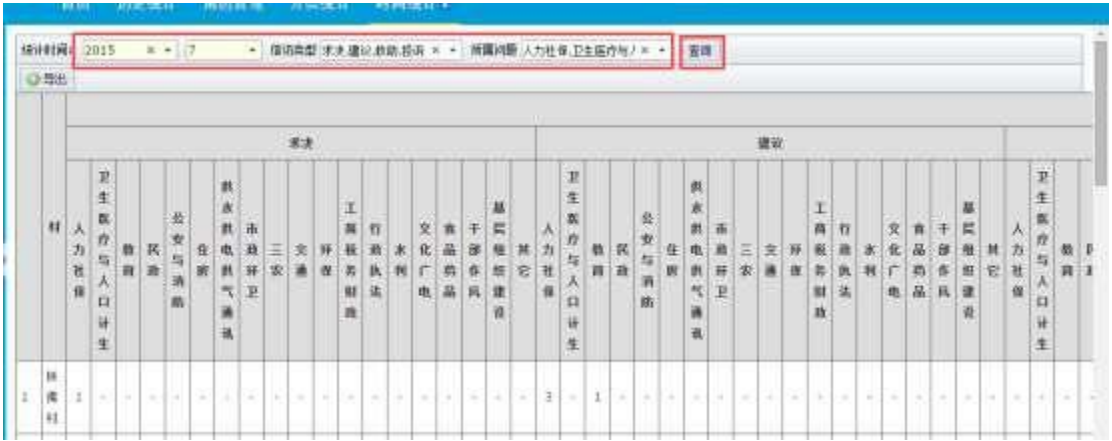 统计时间: 2015 × 7 信访类型 求决,建议,救助,投诉 × 所属问题 人力社保,卫生医疗与人 × 查询
导出
求决 建议
村 人力社保 卫生医疗与人口计生 教育 民政 公安与消防 住房 供水供电供气通讯 市政环卫 三农 交通 环保 工商税务财政 行政执法 水利 文化广电 食品药品 干部作风 基层组织建设 其它 人力社保 卫生医疗与人口计生 教育 民政 公安与消防 住房 供水供电供气通讯 市政环卫 三农 交通 环保 工商税务财政 行政执法 水利 文化广电 食品药品 干部作风 基层组织建设 其它 人力社保 卫生医疗与人口计生 教育
1 村 1 - - - - - - - - - - - - - - - - - - 3 - 1 - - - - - - - - - - - - - - - - - - -